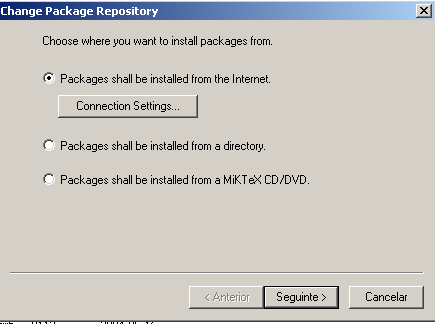 Change Package Repository
Choose where you want to install packages from.
Packages shall be installed from the Internet.
Connection Settings...
Packages shall be installed from a directory.
Packages shall be installed from a MiKTeX CD/DVD.
< Anterior Seguinte > Cancelar